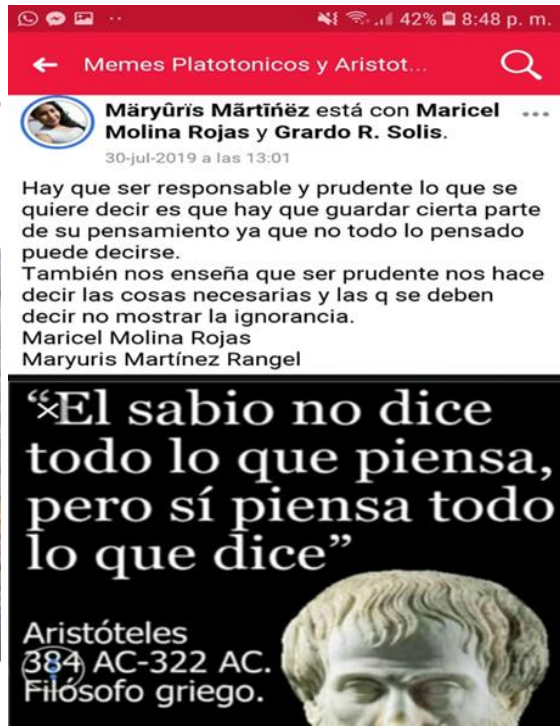 42% 8:48 p. m.
Memes Platotonicos y Aristot...
Märyûrïs Mãrtïńëz está con Maricel
Molina Rojas y Grardo R. Solis.
30-jul-2019 a las 13:01
Hay que ser responsable y prudente lo que se
quiere decir es que hay que guardar cierta parte
de su pensamiento ya que no todo lo pensado
puede decirse.
También nos enseña que ser prudente nos hace
decir las cosas necesarias y las q se deben
decir no mostrar la ignorancia.
Maricel Molina Rojas
Maryuris Martínez Rangel
“El sabio no dice
todo lo que piensa,
pero sí piensa todo
lo que dice”
Aristóteles
384 AC-322 AC.
Filósofo griego.